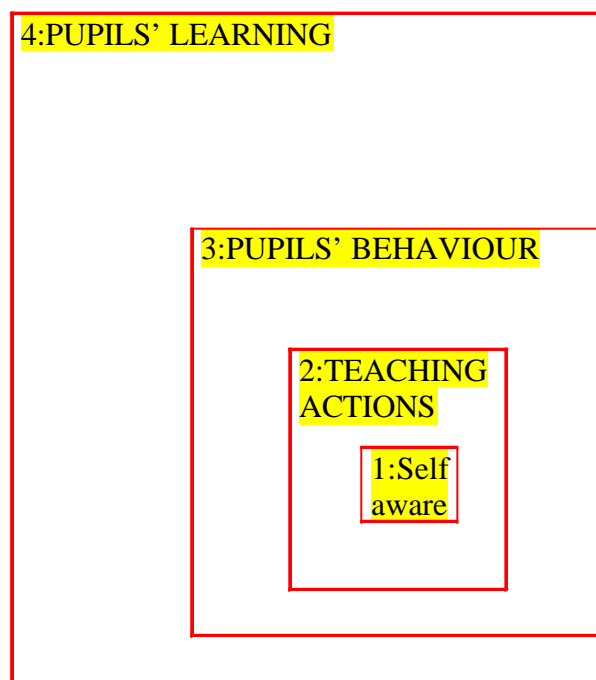 4:PUPILS’ LEARNING
3:PUPILS’ BEHAVIOUR
2:TEACHING
ACTIONS
1:Self
aware